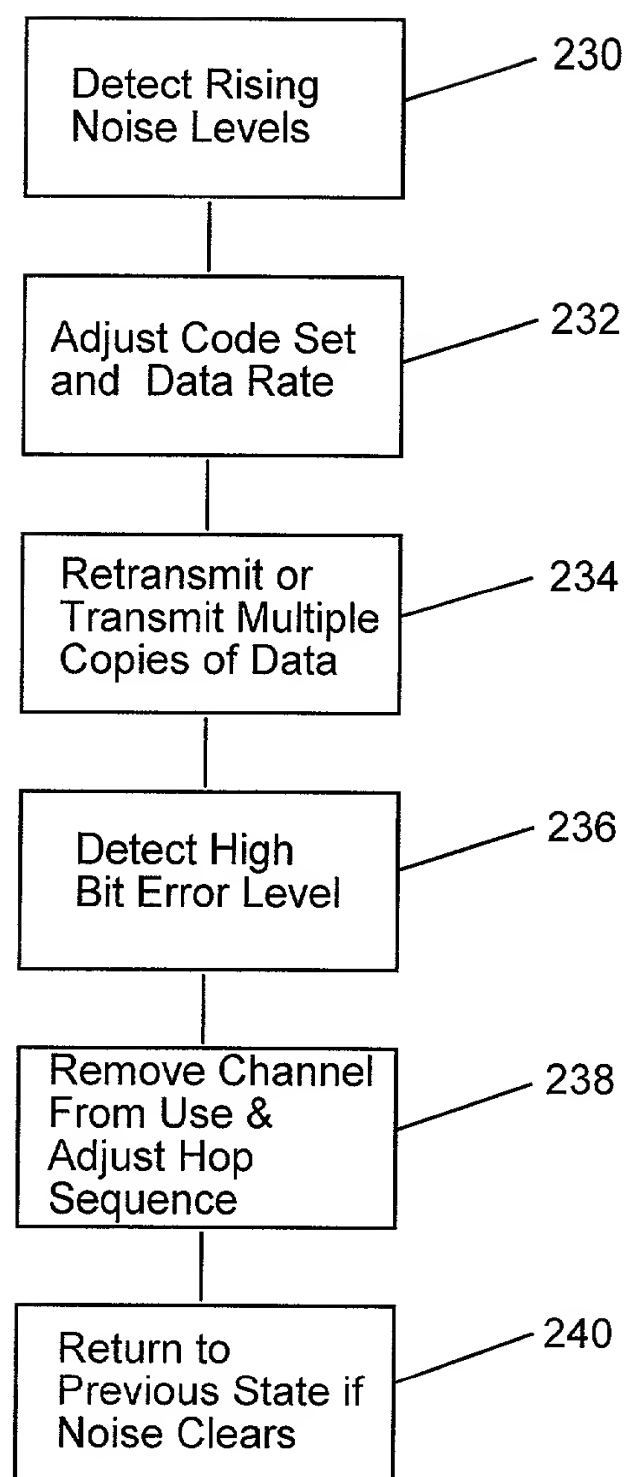 Detect Rising
Noise Levels
230
Adjust Code Set
and Data Rate
232
Retransmit or
Transmit Multiple
Copies of Data
234
Detect High
Bit Error Level
236
Remove Channel
From Use &
Adjust Hop
Sequence
238
Return to
Previous State if
Noise Clears
240